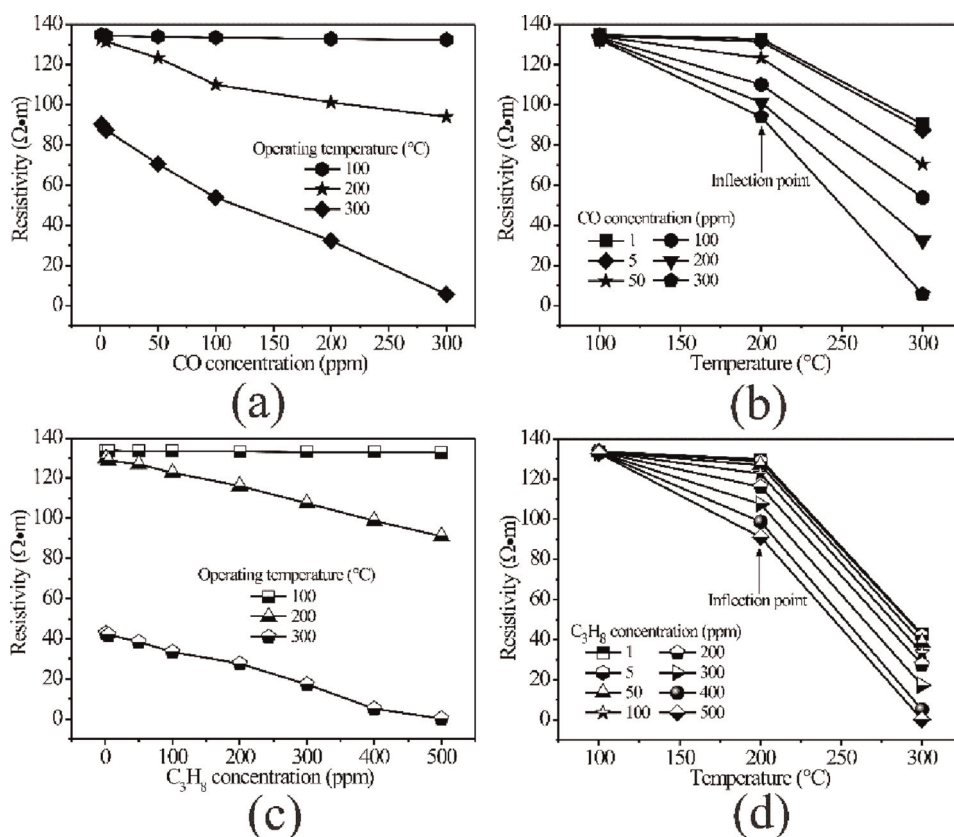 140
120
100
80
60
40
20
0
Resistivity (Ω•m)
Operating temperature (°C)
100
200
300
0 50 100 150 200 250 300
CO concentration (ppm)
(a)
140
120
100
80
60
40
20
0
Resistivity (Ω•m)
Inflection point
CO concentration (ppm)
1 100
5 200
50 300
100 150 200 250 300
Temperature (°C)
(b)
140
120
100
80
60
40
20
0
Resistivity (Ω•m)
Operating temperature (°C)
100
200
300
0 100 200 300 400 500
C₃H₈ concentration (ppm)
(c)
140
120
100
80
60
40
20
0
Resistivity (Ω•m)
Inflection point
C₃H₈ concentration (ppm)
1 200
5 300
50 400
100 500
100 150 200 250 300
Temperature (°C)
(d)